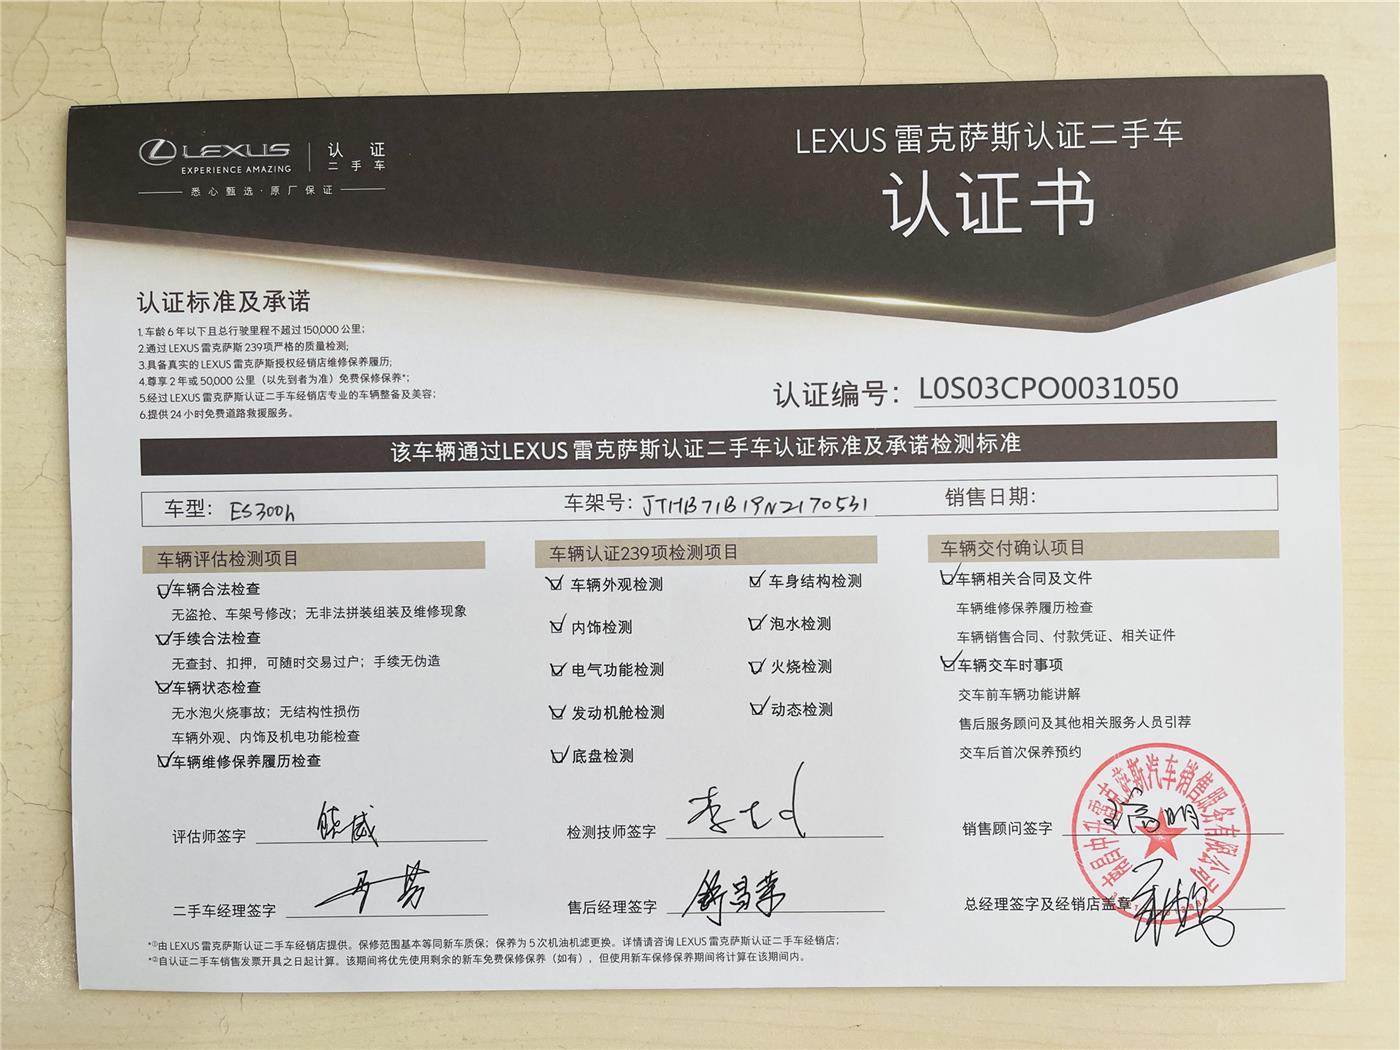 LEXUS
EXPERIENCE AMAZING
认证
二手车
悉心甄选·原厂保证
LEXUS 雷克萨斯认证二手车
认证书
认证标准及承诺
1.车龄6年以下且总行驶里程不超过150,000公里;
2.通过LEXUS雷克萨斯239项严格的质量检测;
3.具备真实的LEXUS雷克萨斯授权经销店维修保养履历;
4.尊享2年或50,000公里（以先到者为准）免费保修保养*;
5.经过LEXUS雷克萨斯认证二手车经销店专业的车辆整备及美容;
6.提供24小时免费道路救援服务。
认证编号: L0S03CPO0031050
该车辆通过LEXUS雷克萨斯认证二手车认证标准及承诺检测标准
车型: ES300h
车架号: JTHB71B19N2170531
销售日期:
车辆评估检测项目
车辆合法检查
无盗抢、车架号修改; 无非法拼装组装及维修现象
手续合法检查
无查封、扣押，可随时交易过户; 手续无伪造
车辆状态检查
无水泡火烧事故; 无结构性损伤
车辆外观、内饰及机电功能检查
车辆维修保养履历检查
车辆认证239项检测项目
车辆外观检测
车身结构检测
内饰检测
泡水检测
电气功能检测
火烧检测
发动机舱检测
动态检测
底盘检测
车辆交付确认项目
车辆相关合同及文件
车辆维修保养履历检查
车辆销售合同、付款凭证、相关证件
车辆交车时事项
交车前车辆功能讲解
售后服务顾问及其他相关服务人员引荐
交车后首次保养预约
评估师签字
检测技师签字
销售顾问签字
二手车经理签字
售后经理签字 舒昌荣
总经理签字及经销店盖章
南昌中升雷克萨斯汽车销售服务有限公司
*①由LEXUS雷克萨斯认证二手车经销店提供。保修范围基本等同新车质保; 保养为5次机油机滤更换。详情请咨询LEXUS雷克萨斯认证二手车经销店;
*②自认证二手车销售发票开具之日起计算。该期间将优先使用剩余的新车免费保修保养（如有），但使用新车保修保养期间将计算在该期间内。